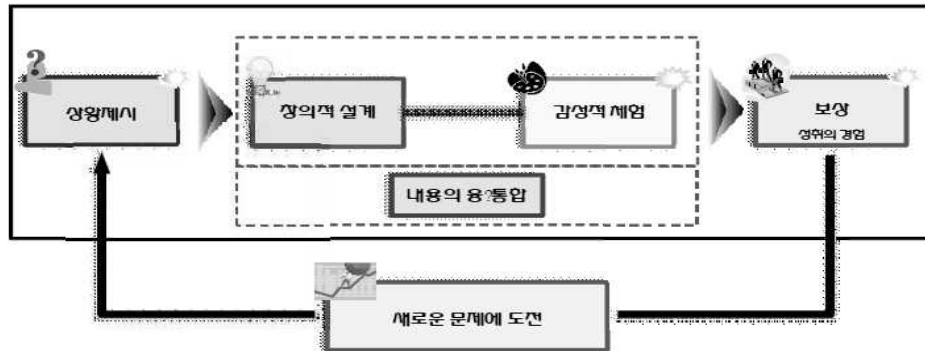 상황제시
창의적 설계
감성적 체험
보상
성취의 경험
내용의 융?통합
새로운 문제에 도전